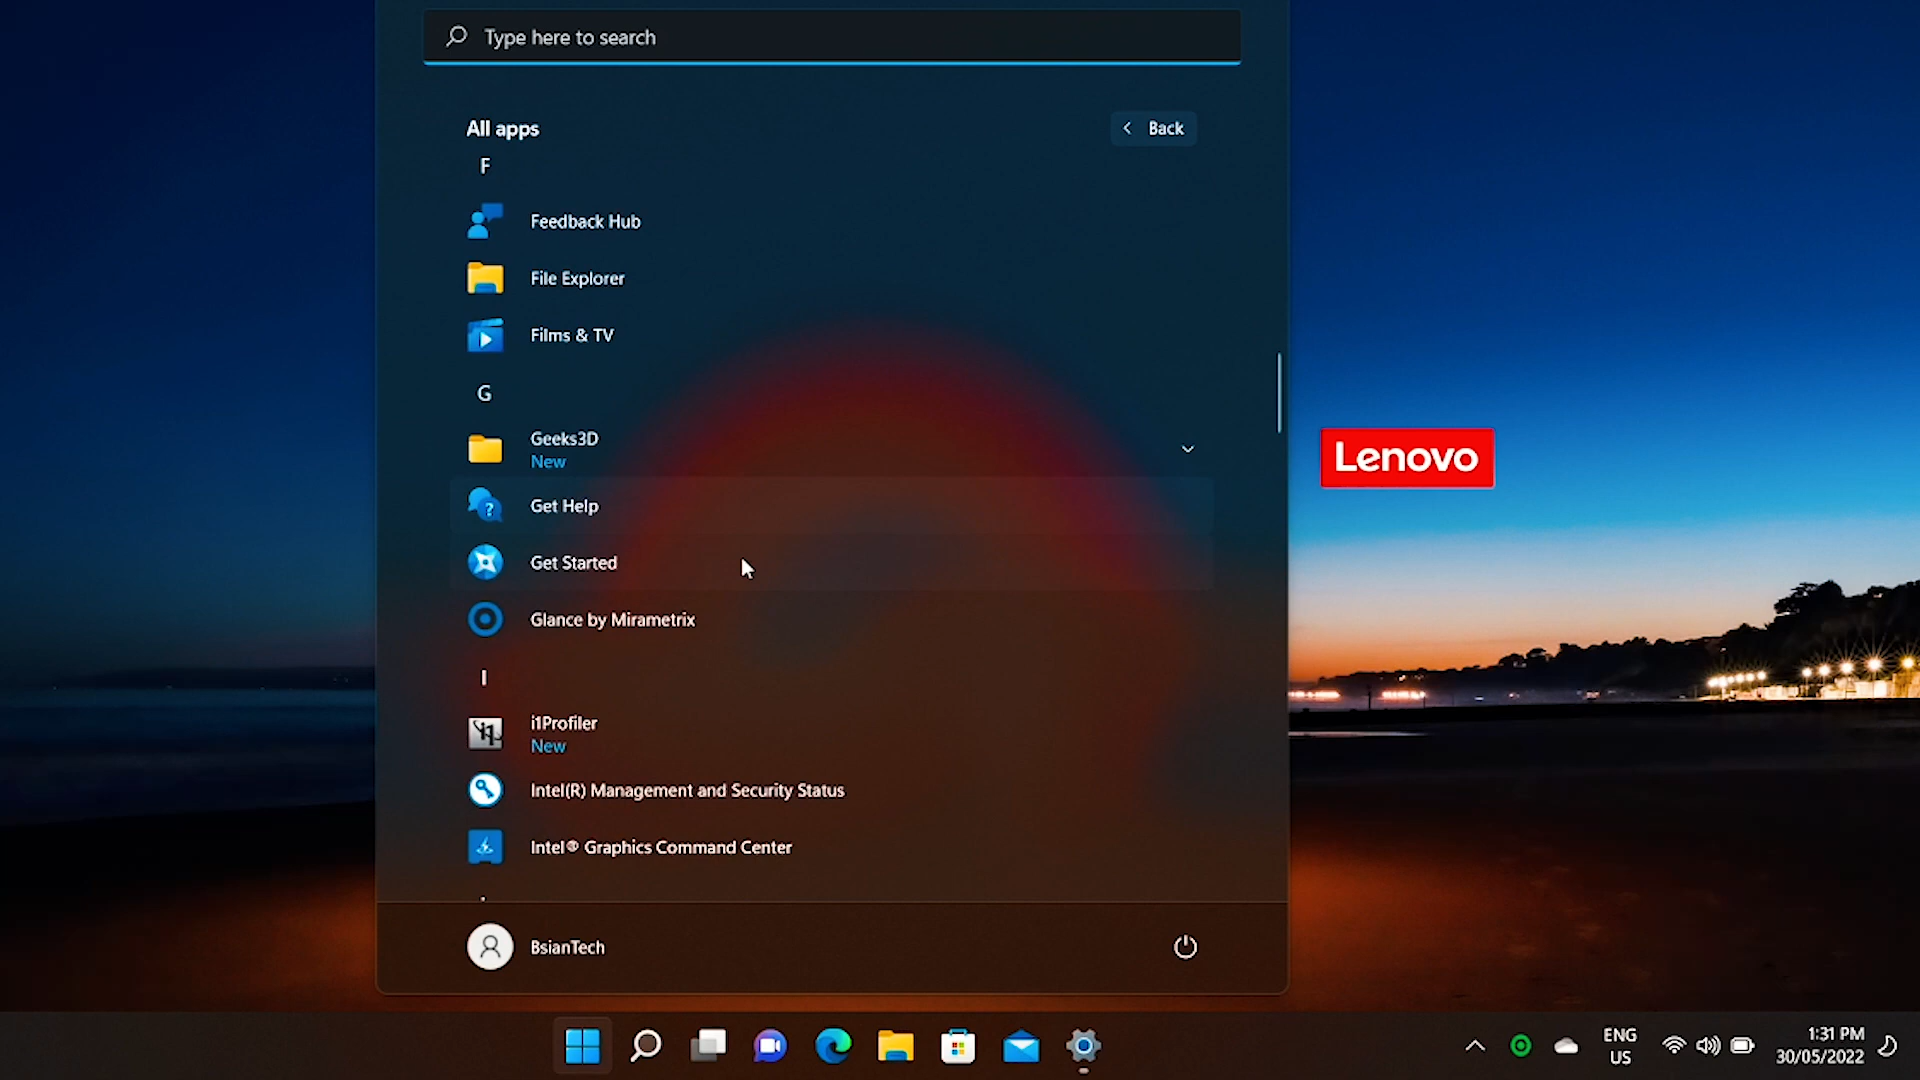 Type here to search
All apps
Back
F
Feedback Hub
File Explorer
Films & TV
G
Geeks3D
New
Get Help
Get Started
Glance by Mirametrix
I
i1Profiler
New
Intel(R) Management and Security Status
Intel® Graphics Command Center
BsianTech
Lenovo
ENG
US
1:31 PM
30/05/2022